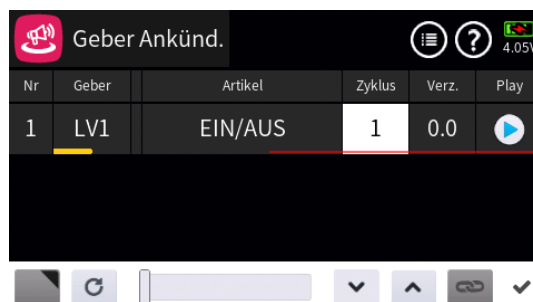 Geber Ankünd.
?
4.05V
Nr Geber Artikel Zyklus Verz. Play
1 LV1 EIN/AUS 1 0.0